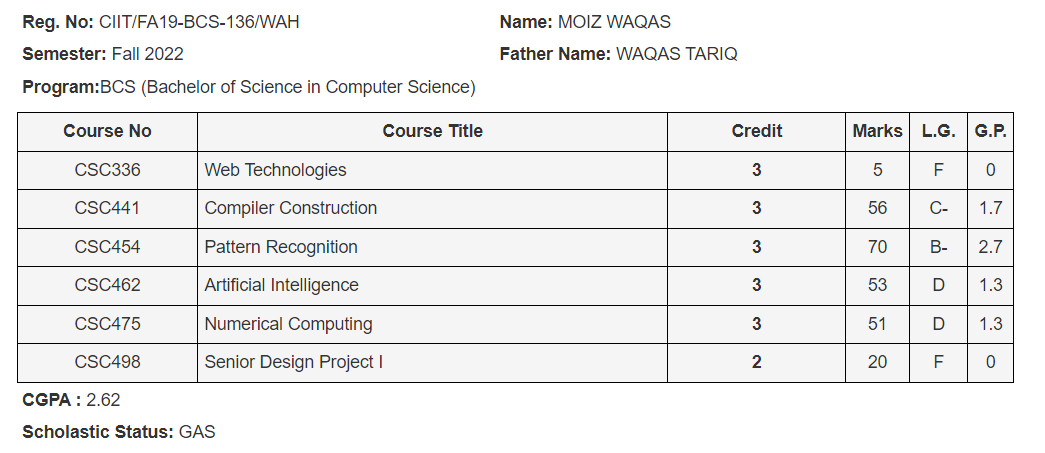 Reg. No: CIIT/FA19-BCS-136/WAH Name: MOIZ WAQAS
Semester: Fall 2022 Father Name: WAQAS TARIQ
Program:BCS (Bachelor of Science in Computer Science)
Course No Course Title Credit Marks L.G. G.P.
CSC336 Web Technologies 3 5 F 0
CSC441 Compiler Construction 3 56 C- 1.7
CSC454 Pattern Recognition 3 70 B- 2.7
CSC462 Artificial Intelligence 3 53 D 1.3
CSC475 Numerical Computing 3 51 D 1.3
CSC498 Senior Design Project I 2 20 F 0
CGPA : 2.62
Scholastic Status: GAS